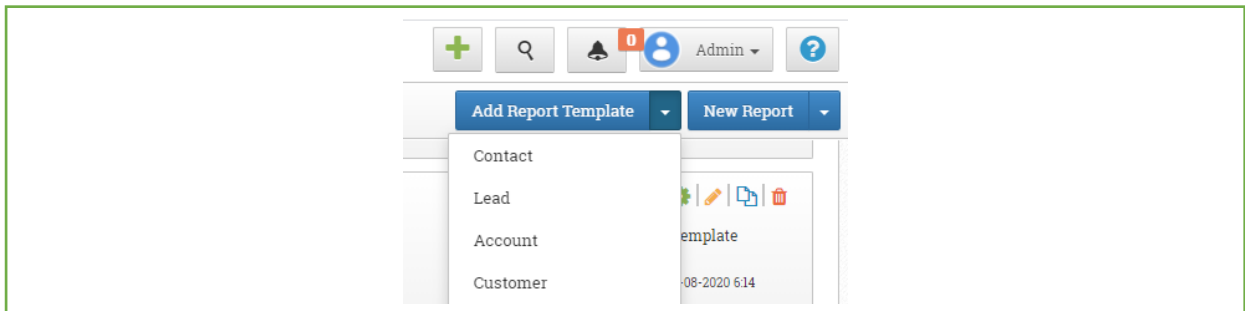 0
Admin
?
Add Report Template
New Report
Contact
Lead
Account
emplate
Customer
-08-2020 6:14